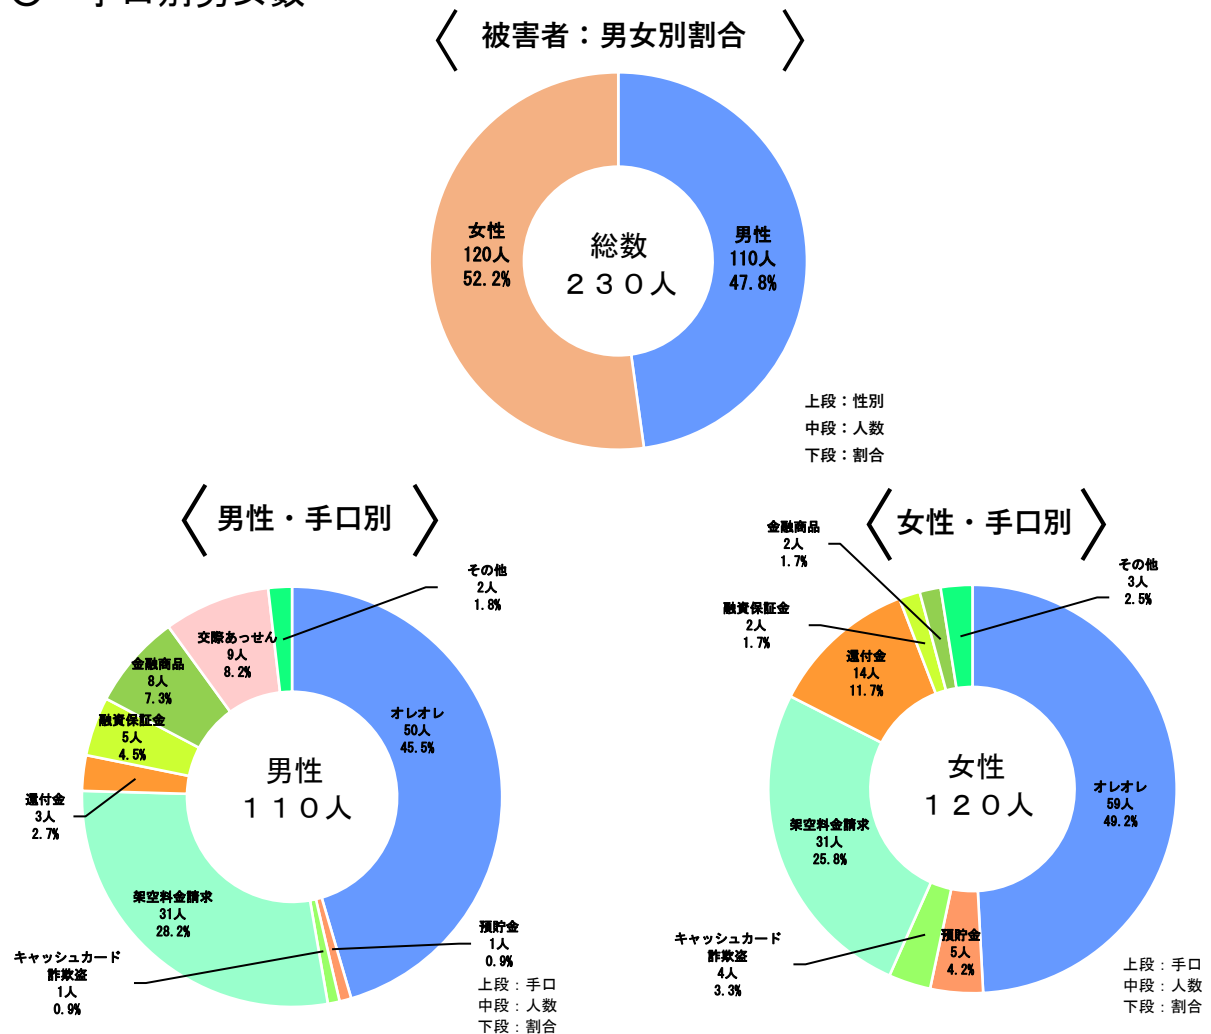 〈 被害者：男女別割合 〉
女性
120人
52.2%
総数
２３０人
男性
110人
47.8%
上段：性別
中段：人数
下段：割合
〈 男性・手口別 〉
その他
2人
1.8%
交際あっせん
9人
8.2%
金融商品
8人
7.3%
融資保証金
5人
4.5%
還付金
3人
2.7%
オレオレ
50人
45.5%
男性
１１０人
架空料金請求
31人
28.2%
キャッシュカード
詐欺盗
1人
0.9%
預貯金
1人
0.9%
上段：手口
中段：人数
下段：割合
〈 女性・手口別 〉
金融商品
2人
1.7%
その他
3人
2.5%
融資保証金
2人
1.7%
還付金
14人
11.7%
オレオレ
59人
49.2%
女性
１２０人
架空料金請求
31人
25.8%
キャッシュカード
詐欺盗
4人
3.3%
預貯金
5人
4.2%
上段：手口
中段：人数
下段：割合